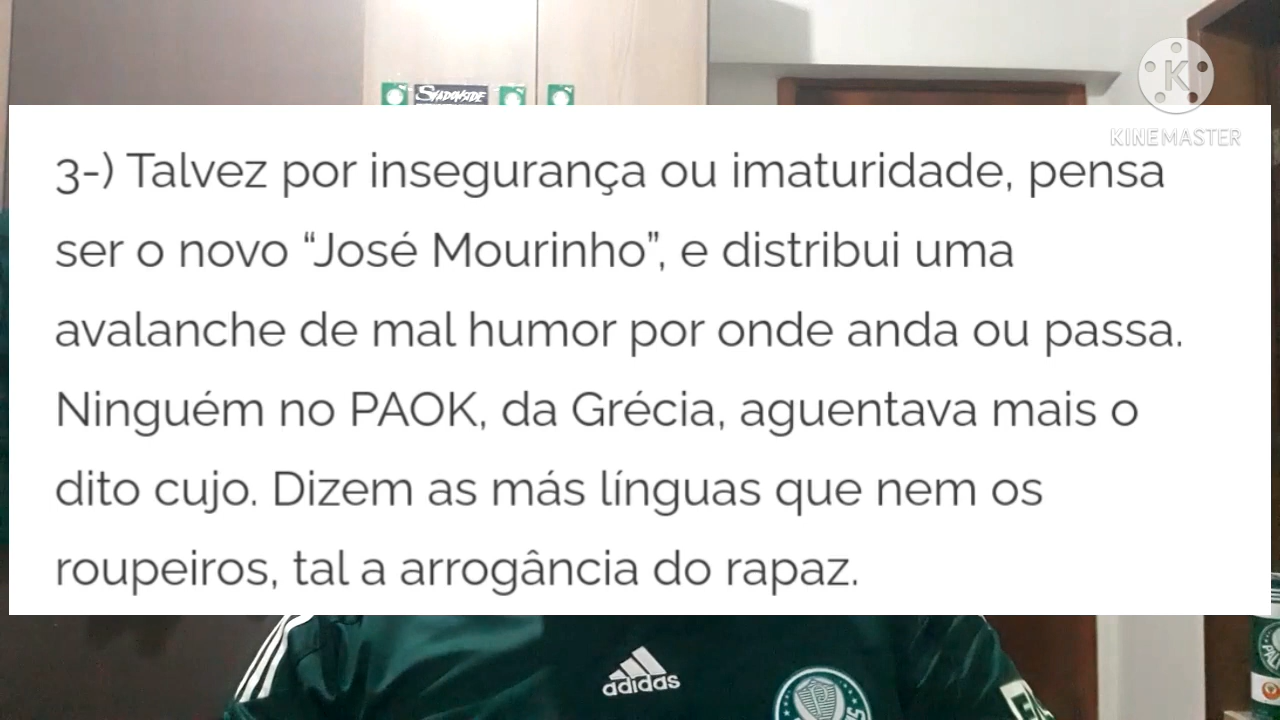 SHADOWSIDE
K
KINEMASTER
3-) Talvez por insegurança ou imaturidade, pensa
ser o novo “José Mourinho”, e distribui uma
avalanche de mal humor por onde anda ou passa.
Ninguém no PAOK, da Grécia, aguentava mais o
dito cujo. Dizem as más línguas que nem os
roupeiros, tal a arrogância do rapaz.
adidas